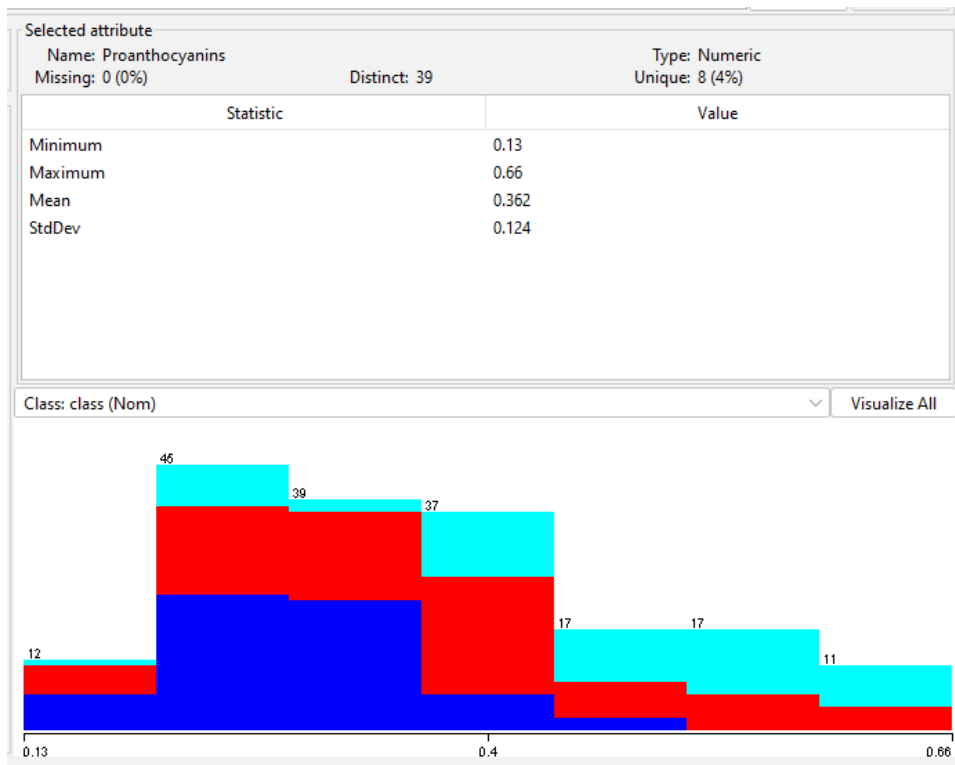 Selected attribute
Name: Proanthocyanins Type: Numeric
Missing: 0 (0%) Distinct: 39 Unique: 8 (4%)
Statistic Value
Minimum 0.13
Maximum 0.66
Mean 0.362
StdDev 0.124
Class: class (Nom) Visualize All
45
39
37
17
17
12
11
0.13 0.4 0.66